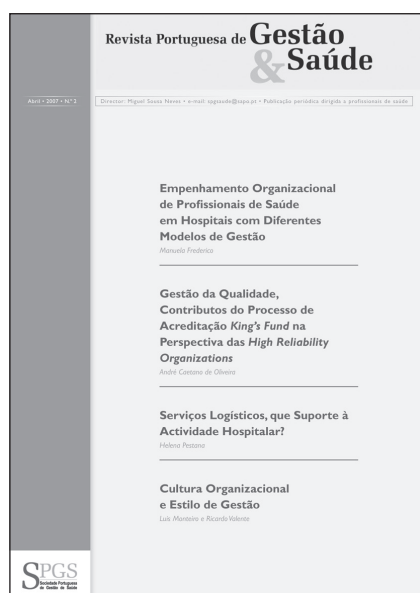 Revista Portuguesa de Gestão
& Saúde
Abril • 2007 • N.º 2
Director: Miguel Sousa Neves • e-mail: spgsaude@sapo.pt • Publicação periódica dirigida a profissionais de saúde
Empenhamento Organizacional
de Profissionais de Saúde
em Hospitais com Diferentes
Modelos de Gestão
Manuela Frederico
Gestão da Qualidade,
Contributos do Processo de
Acreditação King's Fund na
Perspectiva das High Reliability
Organizations
André Caetano de Oliveira
Serviços Logísticos, que Suporte à
Actividade Hospitalar?
Helena Pestana
Cultura Organizacional
e Estilo de Gestão
Luís Monteiro e Ricardo Valente
SPGS
Sociedade Portuguesa
de Gestão de Saúde